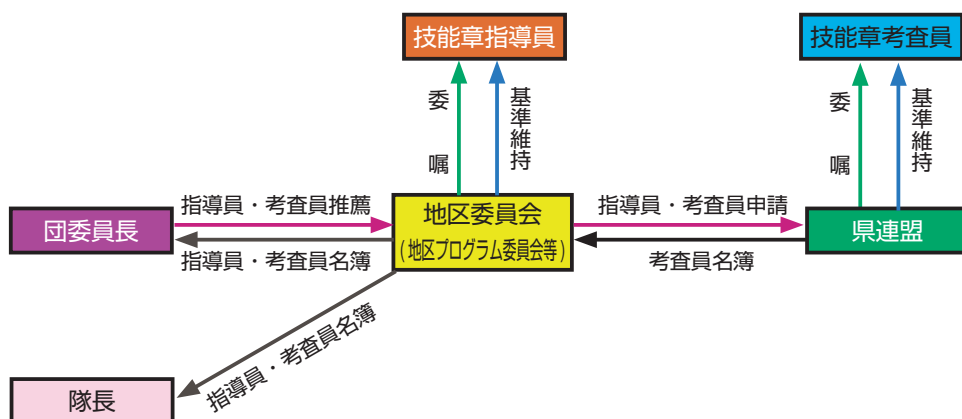 技能章指導員
技能章考査員
委嘱
基準維持
委嘱
基準維持
指導員・考査員推薦
地区委員会
(地区プログラム委員会等)
指導員・考査員申請
団委員長
県連盟
指導員・考査員名簿
考査員名簿
指導員・考査員名簿
隊長